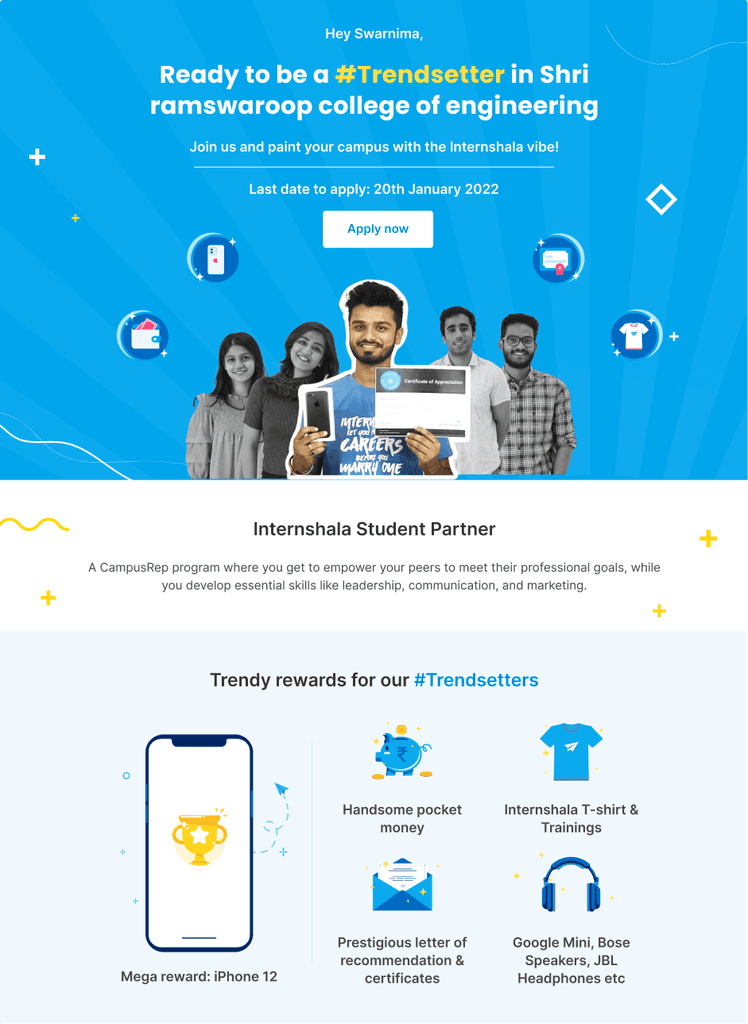 Hey Swarnima,
Ready to be a #Trendsetter in Shri
ramswaroop college of engineering
Join us and paint your campus with the Internshala vibe!
Last date to apply: 20th January 2022
Apply now
Certificate of Appreciation
INTERN
LET YOU
CAREERS
BEFORE YOU
MARRY ONE
Internshala Student Partner
A CampusRep program where you get to empower your peers to meet their professional goals, while
you develop essential skills like leadership, communication, and marketing.
Trendy rewards for our #Trendsetters
Handsome pocket
money
Internshala T-shirt &
Trainings
Prestigious letter of
recommendation &
certificates
Google Mini, Bose
Speakers, JBL
Headphones etc
Mega reward: iPhone 12